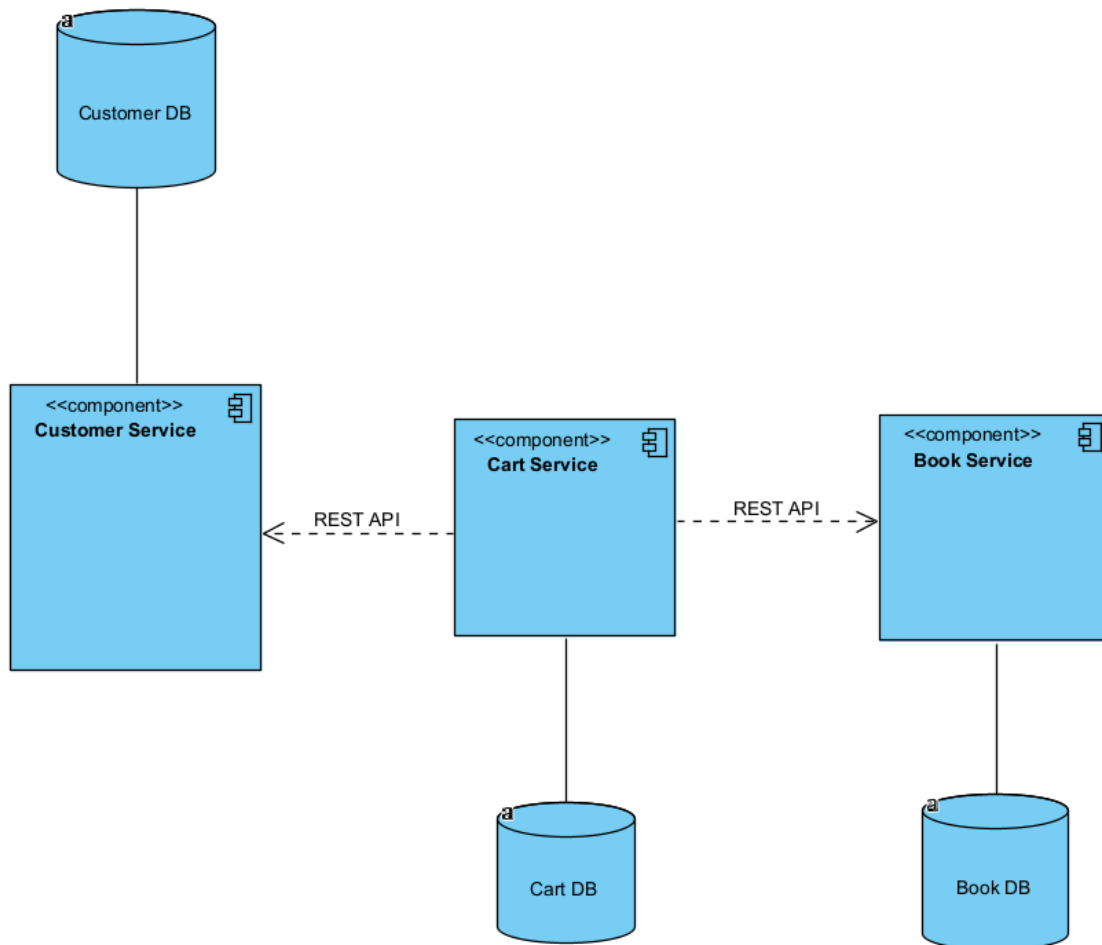 a
Customer DB
<<component>>
Customer Service
<<component>>
Cart Service
<<component>>
Book Service
REST API
REST API
a
Cart DB
a
Book DB